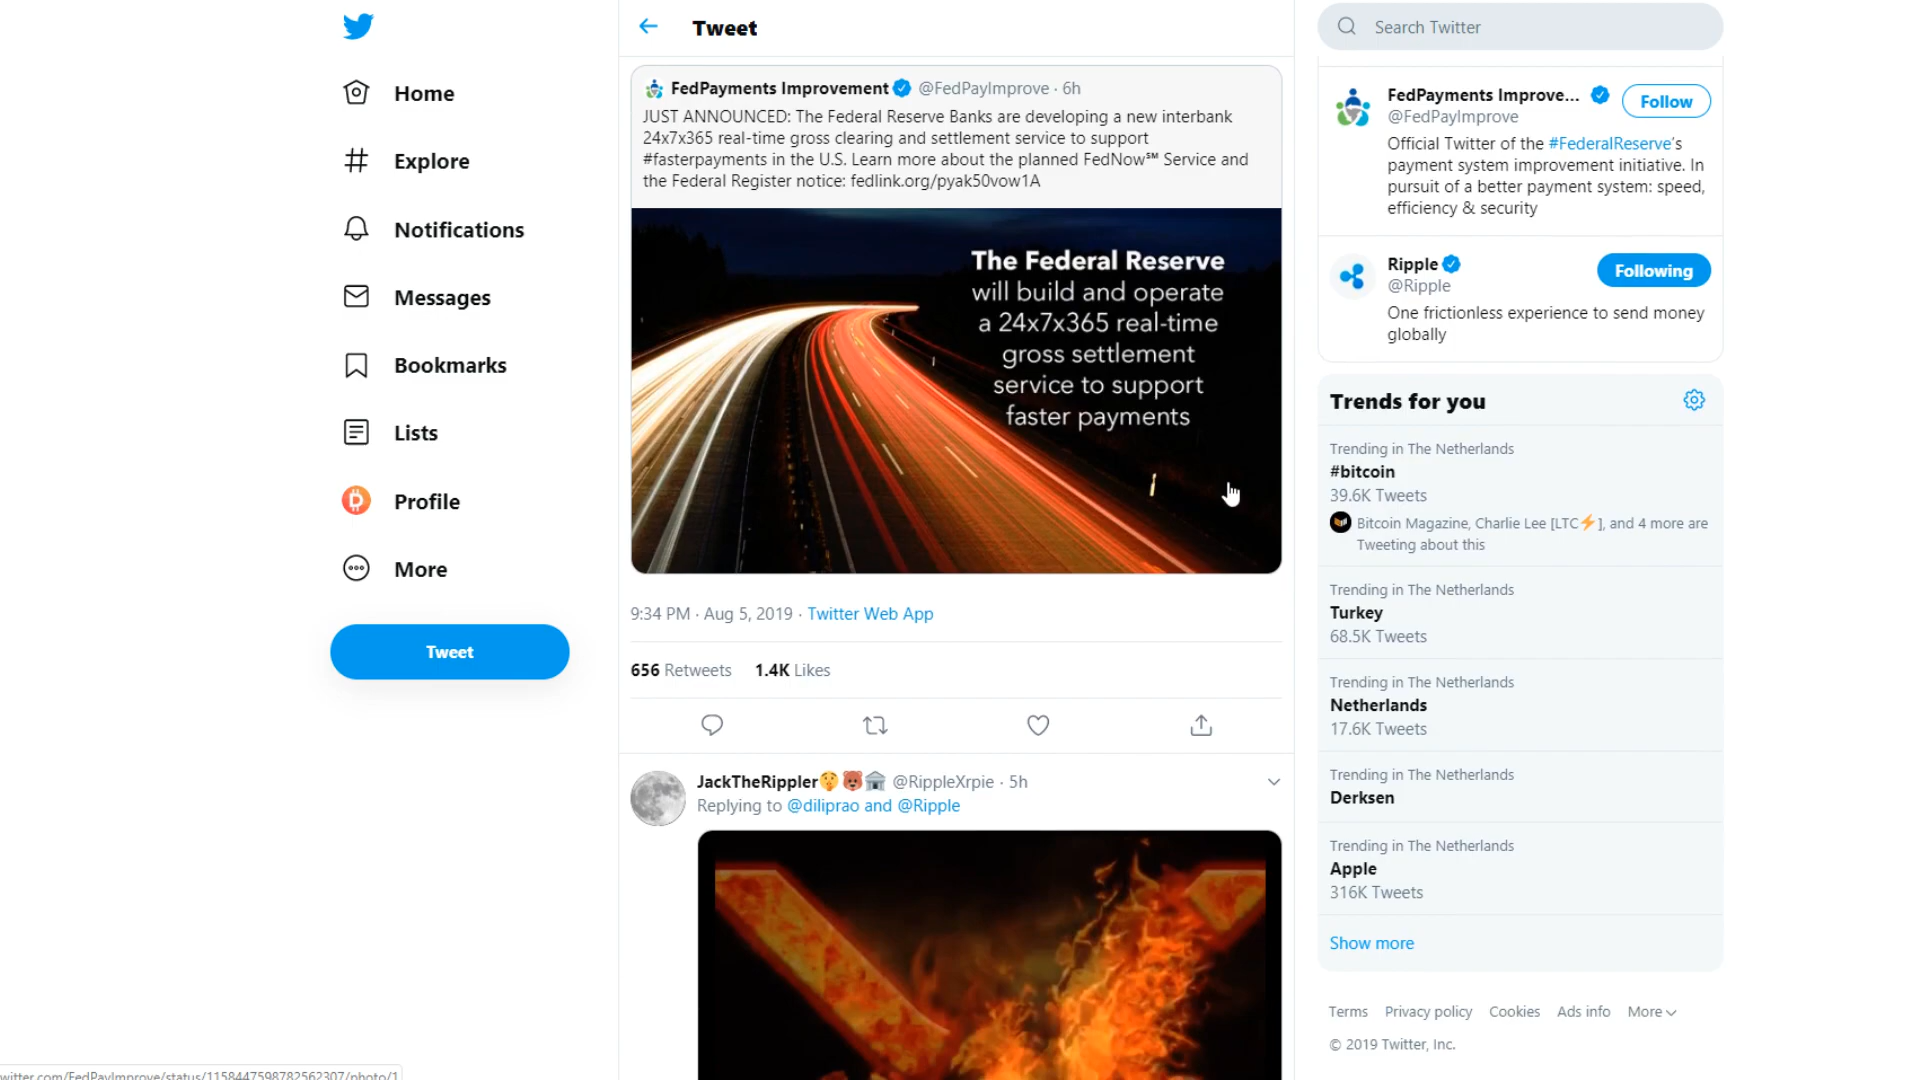 Home
Explore
Notifications
Messages
Bookmarks
Lists
Profile
More
Tweet
Tweet
FedPayments Improvement @FedPayImprove · 6h
JUST ANNOUNCED: The Federal Reserve Banks are developing a new interbank
24x7x365 real-time gross clearing and settlement service to support
#fasterpayments in the U.S. Learn more about the planned FedNow℠ Service and
the Federal Register notice: fedlink.org/pyak50vow1A
The Federal Reserve
will build and operate
a 24x7x365 real-time
gross settlement
service to support
faster payments
9:34 PM · Aug 5, 2019 · Twitter Web App
656 Retweets 1.4K Likes
JackTheRippler🤫🐻🏛️ @RippleXrpie · 5h
Replying to @diliprao and @Ripple
Search Twitter
FedPayments Improve...
Follow
@FedPayImprove
Official Twitter of the #FederalReserve's
payment system improvement initiative. In
pursuit of a better payment system: speed,
efficiency & security
Ripple
Following
@Ripple
One frictionless experience to send money
globally
Trends for you
Trending in The Netherlands
#bitcoin
39.6K Tweets
Bitcoin Magazine, Charlie Lee [LTC⚡], and 4 more are
Tweeting about this
Trending in The Netherlands
Turkey
68.5K Tweets
Trending in The Netherlands
Netherlands
17.6K Tweets
Trending in The Netherlands
Derksen
Trending in The Netherlands
Apple
316K Tweets
Show more
Terms Privacy policy Cookies Ads info More
© 2019 Twitter, Inc.
witter.com/FedPayImprove/status/1158447598782562307/photo/1